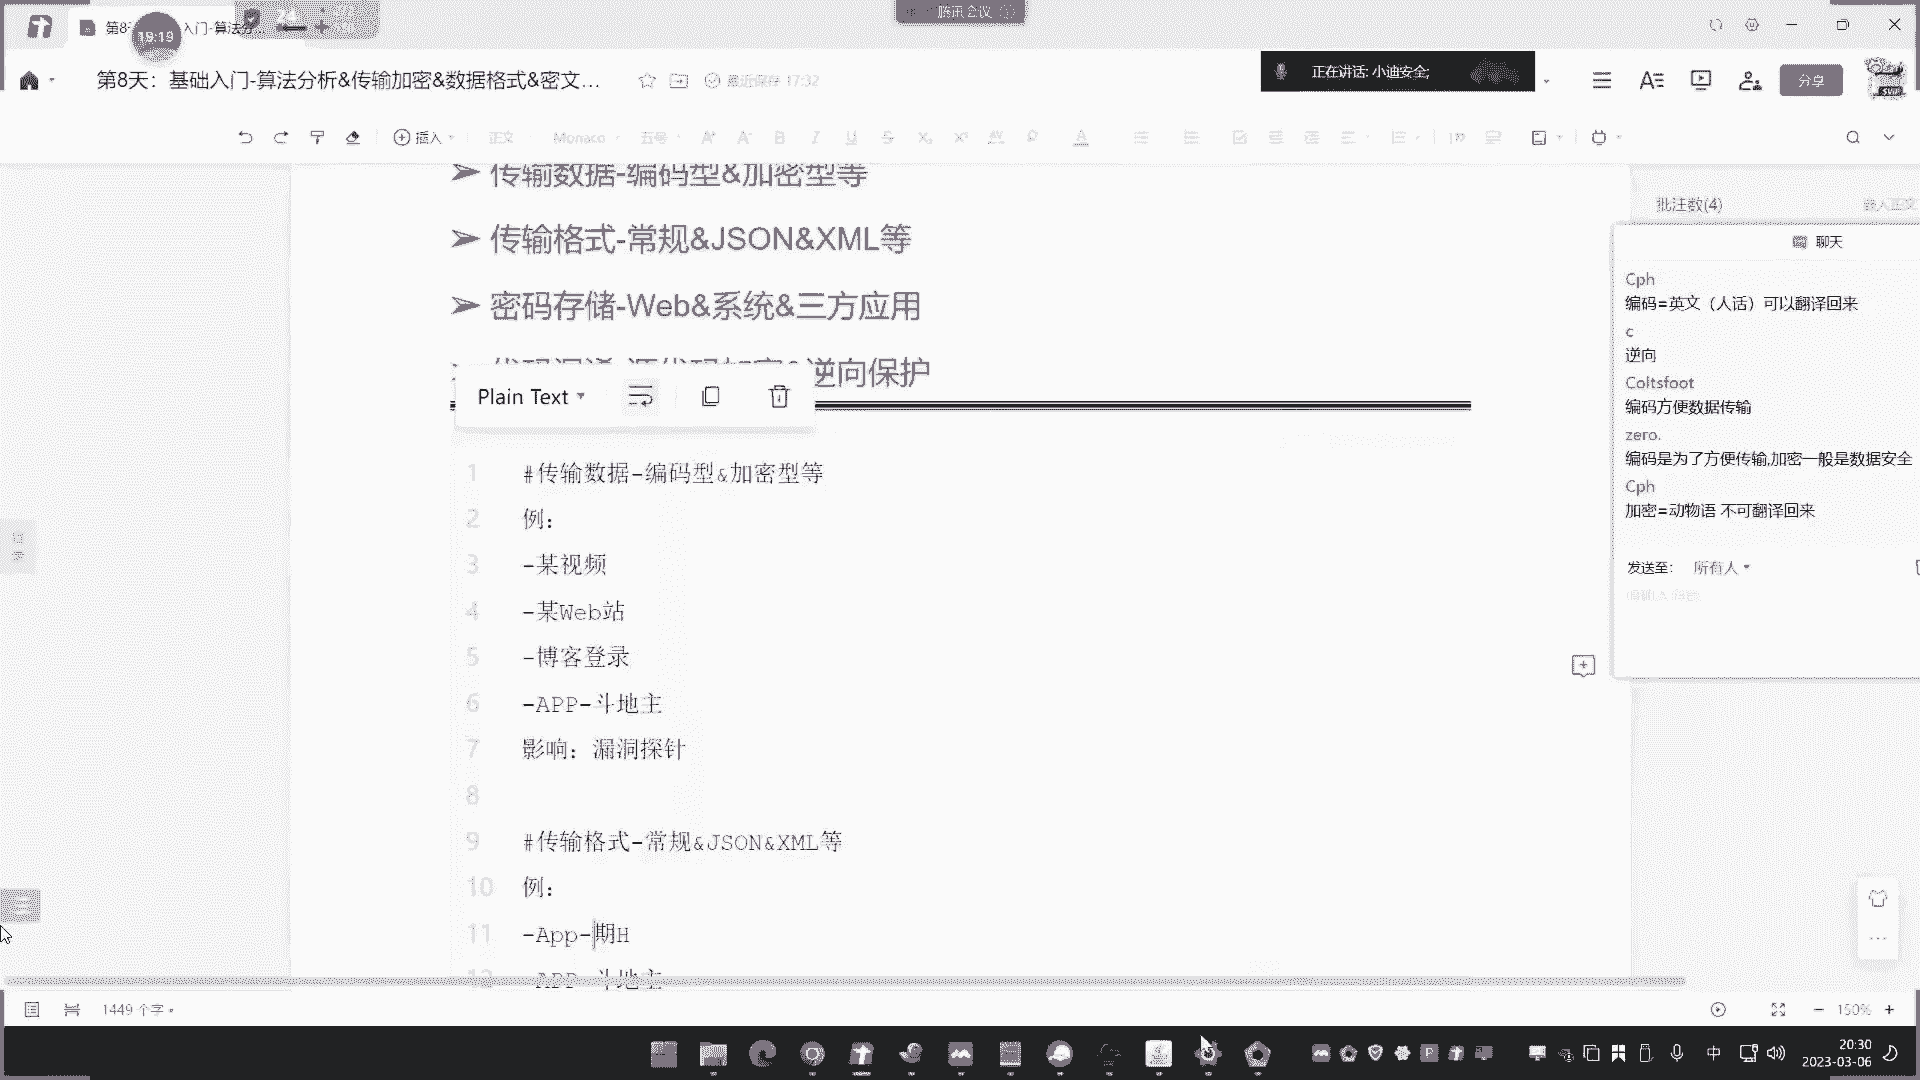 腾讯会议
19:19
第8天：基础入门-算法分析&传输加密&数据格式&密文...
最近保存 17:32
正在讲话: 小迪安全;
分享
插入
正文
Monaco
五号
传输数据-编码型&加密型等
传输格式-常规&JSON&XML等
密码存储-Web&系统&三方应用
逆向保护
Plain Text
1 #传输数据-编码型&加密型等
2 例：
3 -某视频
4 -某Web站
5 -博客登录
6 -APP-斗地主
7 影响：漏洞探针
8
9 #传输格式-常规&JSON&XML等
10 例：
11 -App-期H
12 -APP-斗地主
批注数(4)
聊天
Cph
编码=英文（人话）可以翻译回来
c
逆向
Coltsfoot
编码方便数据传输
zero.
编码是为了方便传输,加密一般是数据安全
Cph
加密=动物语 不可翻译回来
发送至: 所有人
1449 个字
150%
中
20:30
2023-03-06